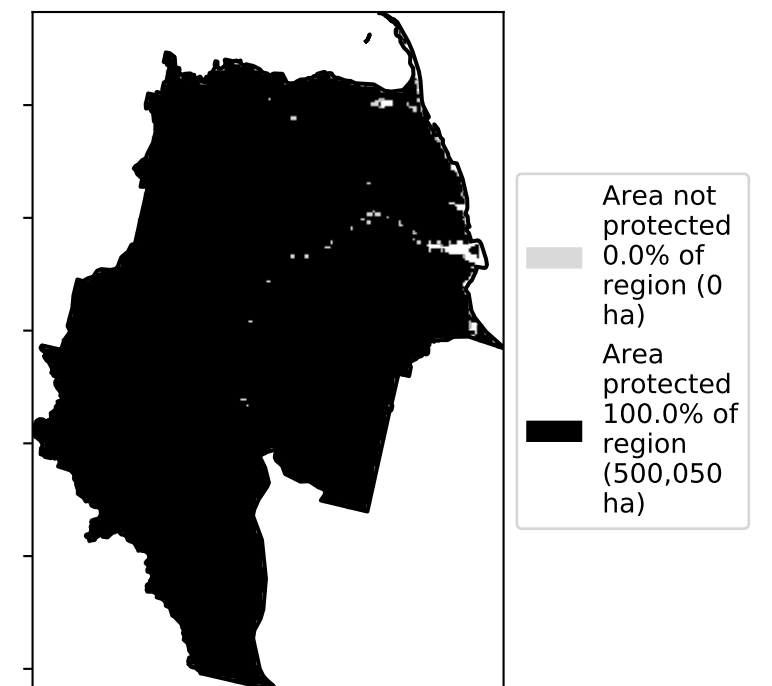 Area not
protected
0.0% of
region (0
ha)
Area
protected
100.0% of
region
(500,050
ha)